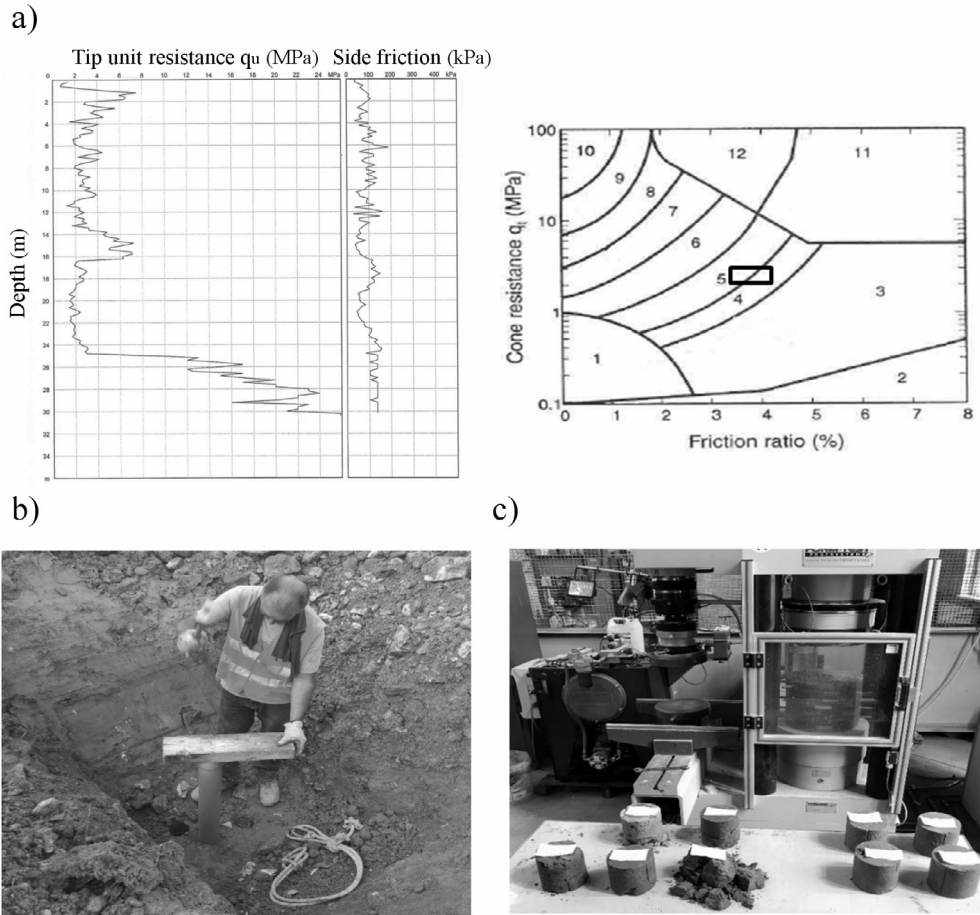 a)
Tip unit resistance qu (MPa) Side friction (kPa)
2 4 6 8 10 12 14 16 18 20 22 24 MPa 100 200 300 400 kPa
2
4
6
8
10
12
14
16
18
20
22
24
26
28
30
32
34
m
Depth (m)
100
10
1
0.1
Cone resistance qt (MPa)
10 9 8 7 6 5 4 12 11 3 1 2
0 1 2 3 4 5 6 7 8
Friction ratio (%)
b) c)